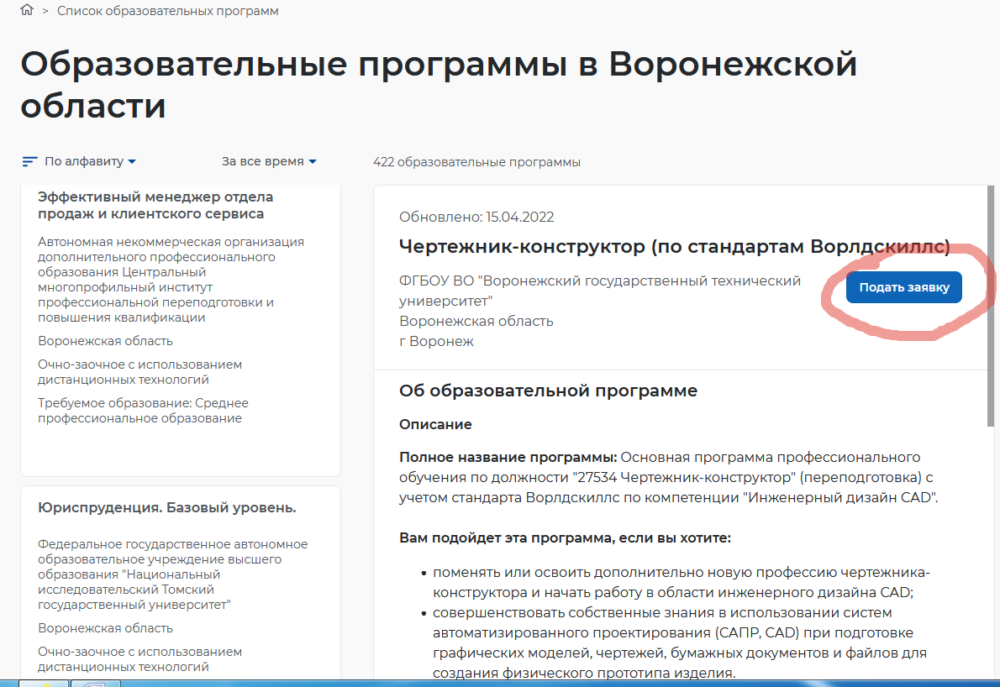 > Список образовательных программ
Образовательные программы в Воронежской
области
По алфавиту
За все время
422 образовательные программы
Эффективный менеджер отдела
продаж и клиентского сервиса
Автономная некоммерческая организация
дополнительного профессионального
образования Центральный
многопрофильный институт
профессиональной переподготовки и
повышения квалификации
Воронежская область
Очно-заочное с использованием
дистанционных технологий
Требуемое образование: Среднее
профессиональное образование
Юриспруденция. Базовый уровень.
Федеральное государственное автономное
образовательное учреждение высшего
образования "Национальный
исследовательский Томский
государственный университет"
Воронежская область
Очно-заочное с использованием
дистанционных технологий
Обновлено: 15.04.2022
Чертежник-конструктор (по стандартам Ворлдскиллс)
ФГБОУ ВО "Воронежский государственный технический
университет"
Воронежская область
г Воронеж
Подать заявку
Об образовательной программе
Описание
Полное название программы: Основная программа профессионального
обучения по должности "27534 Чертежник-конструктор" (переподготовка) с
учетом стандарта Ворлдскиллс по компетенции "Инженерный дизайн CAD".
Вам подойдет эта программа, если вы хотите:
• поменять или освоить дополнительно новую профессию чертежника-
конструктора и начать работу в области инженерного дизайна CAD;
• совершенствовать собственные знания в использовании систем
автоматизированного проектирования (САПР, CAD) при подготовке
графических моделей, чертежей, бумажных документов и файлов для
создания физического прототипа изделия.